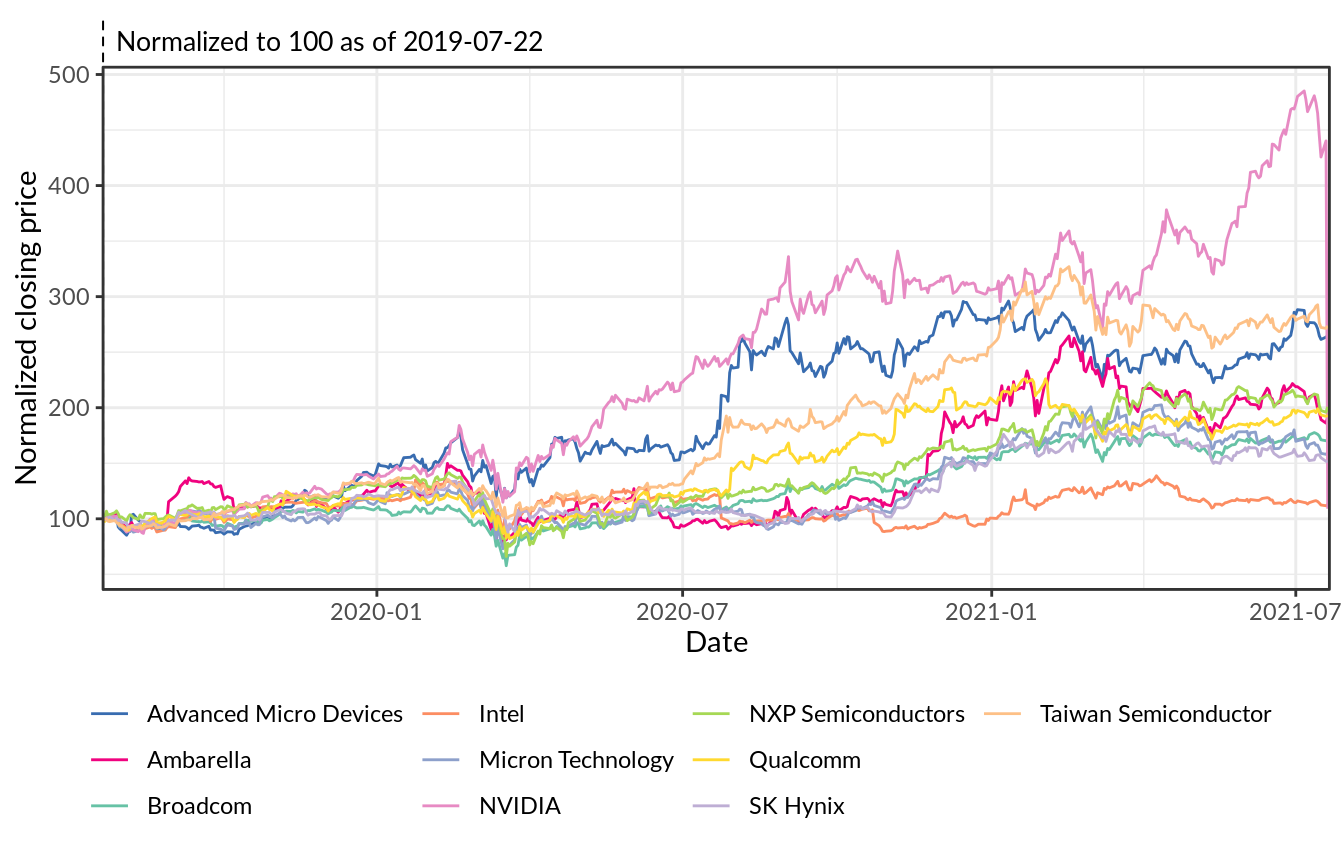 Normalized to 100 as of 2019-07-22
500
400
300
200
100
Normalized closing price
2020-01
2020-07
2021-01
2021-07
Date
Advanced Micro Devices
Intel
NXP Semiconductors
Taiwan Semiconductor
Ambarella
Micron Technology
Qualcomm
Broadcom
NVIDIA
SK Hynix